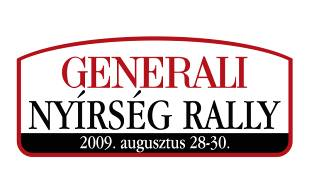 GENERALI
NYÍRSÉG RALLY
2009. augusztus 28-30.